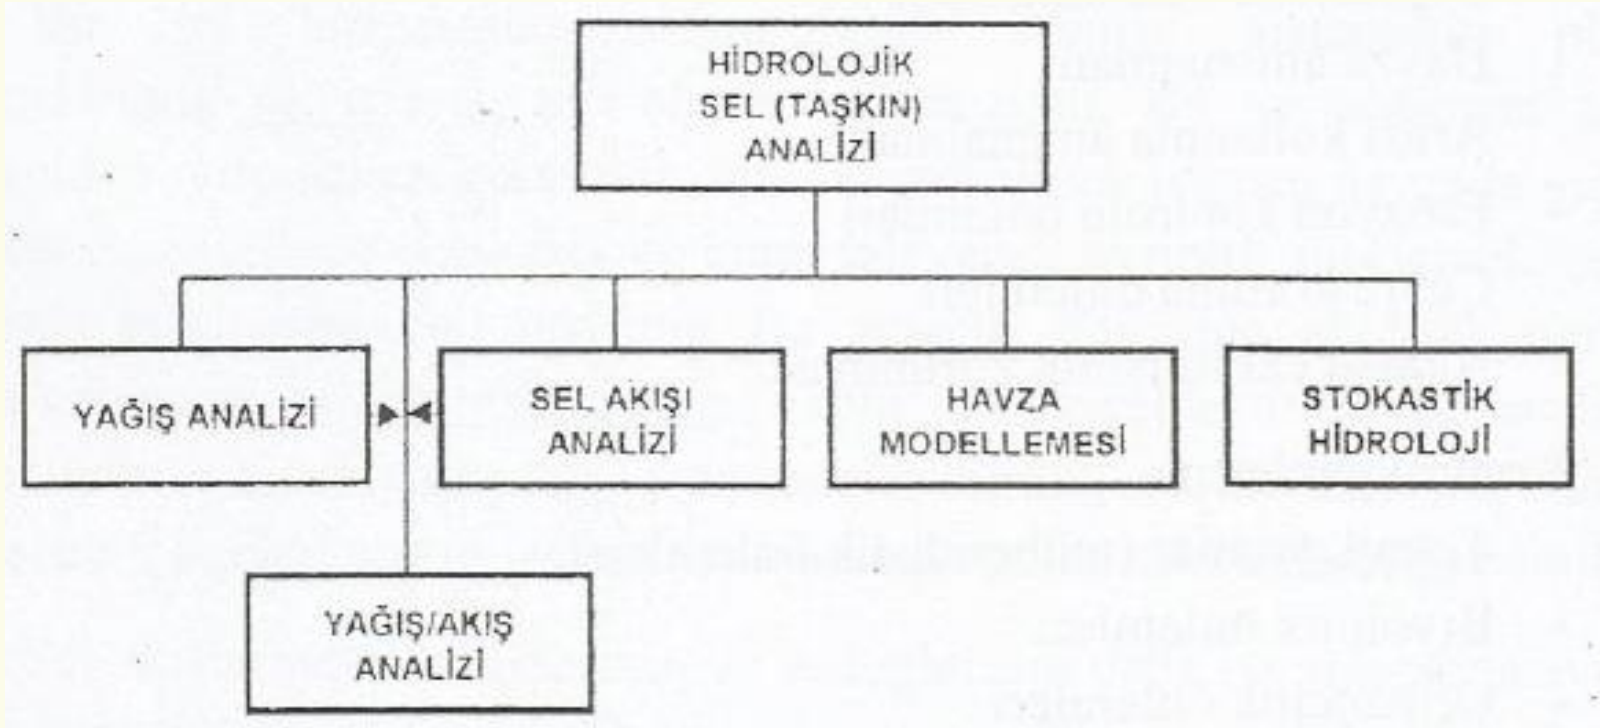 HİDROLOJİK
SEL (TAŞKIN)
ANALİZİ
YAĞIŞ ANALİZİ
SEL AKIŞI
ANALİZİ
HAVZA
MODELLEMESİ
STOKASTİK
HİDROLOJİ
YAĞIŞ/AKIŞ
ANALİZİ